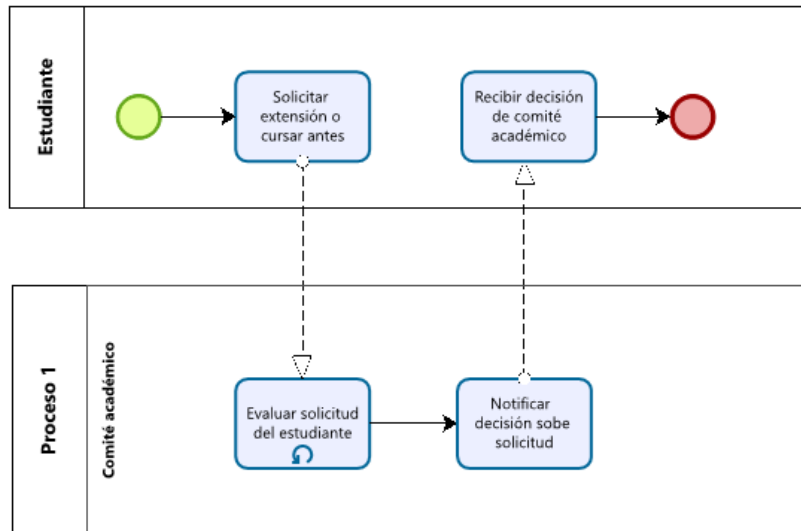 Estudiante
Solicitar
extensión o
cursar antes
Recibir decisión
de comité
académico
Proceso 1
Comité académico
Evaluar solicitud
del estudiante
Notificar
decisión sobe
solicitud